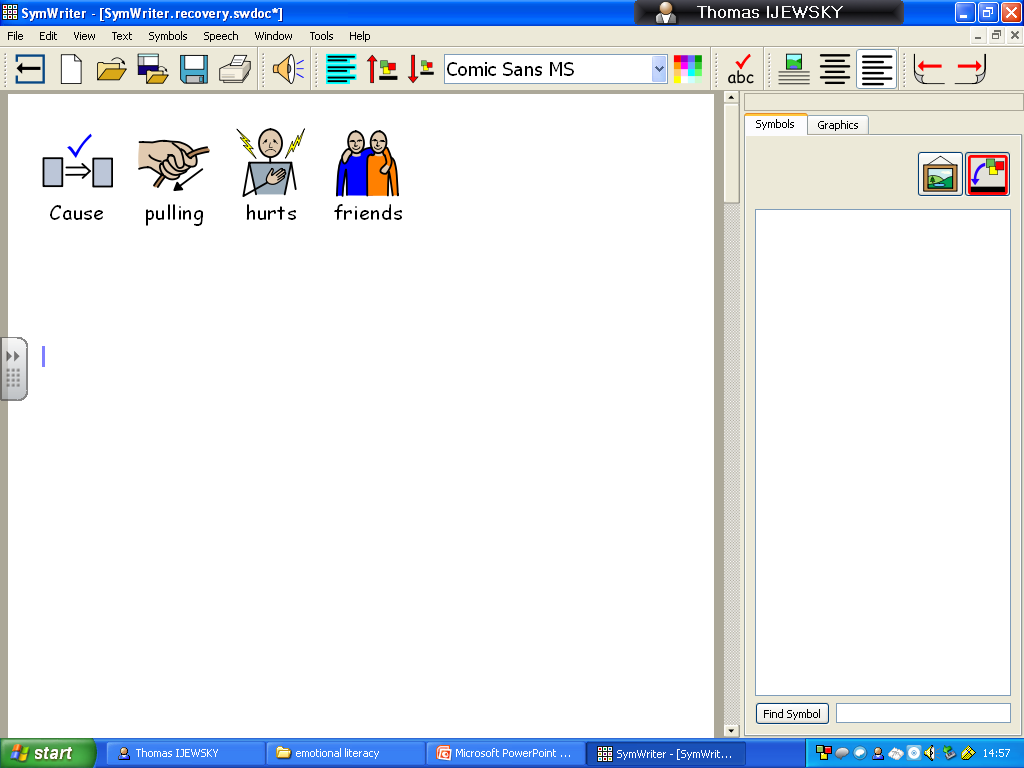 SymWriter - [SymWriter.recovery.swdoc*]
Thomas IJEWSKY
File Edit View Text Symbols Speech Window Tools Help
Comic Sans MS
abc
Symbols Graphics
Cause pulling hurts friends
Find Symbol
start
Thomas IJEWSKY
emotional literacy
Microsoft PowerPoint ...
SymWriter - [SymWrit...
14:57